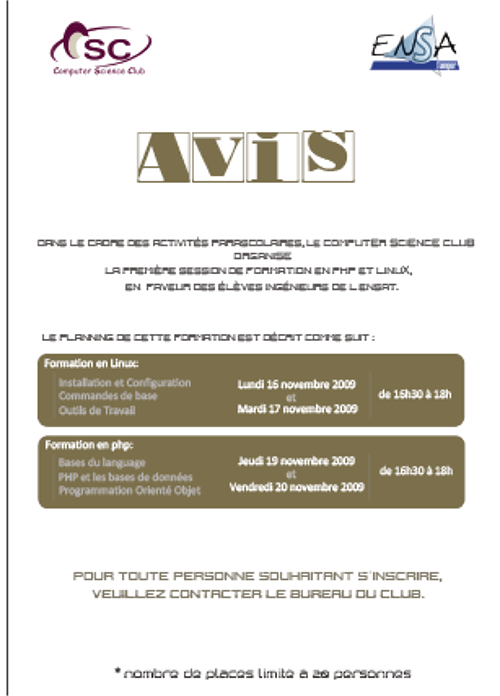 CSC
Computer Science Club
ENSA
Tanger
AVIS
DANS LE CADRE DES ACTIVITÉS PARASCOLAIRES, LE COMPUTER SCIENCE CLUB
ORGANISE
LA PREMIÈRE SESSION DE FORMATION EN PHP ET LINUX,
EN FAVEUR DES ÉLÈVES INGÉNIEURS DE L ENSAT.
LE PLANNING DE CETTE FORMATION EST DÉCRIT COMME SUIT :
Formation en Linux:
Installation et Configuration
Commandes de base
Outils de Travail
Lundi 16 novembre 2009
et
Mardi 17 novembre 2009
de 16h30 à 18h
Formation en php:
Bases du language
PHP et les bases de données
Programmation Orienté Objet
Jeudi 19 novembre 2009
et
Vendredi 20 novembre 2009
de 16h30 à 18h
POUR TOUTE PERSONNE SOUHAITANT S'INSCRIRE,
VEUILLEZ CONTACTER LE BUREAU DU CLUB.
* nombre de places limite à 20 personnes